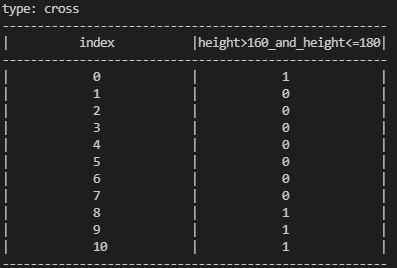 type: cross
-------------------------------------------------------
|          index           |height>160_and_height<=180|
-------------------------------------------------------
|            0             |            1             |
|            1             |            0             |
|            2             |            0             |
|            3             |            0             |
|            4             |            0             |
|            5             |            0             |
|            6             |            0             |
|            7             |            0             |
|            8             |            1             |
|            9             |            1             |
|            10            |            1             |
-------------------------------------------------------